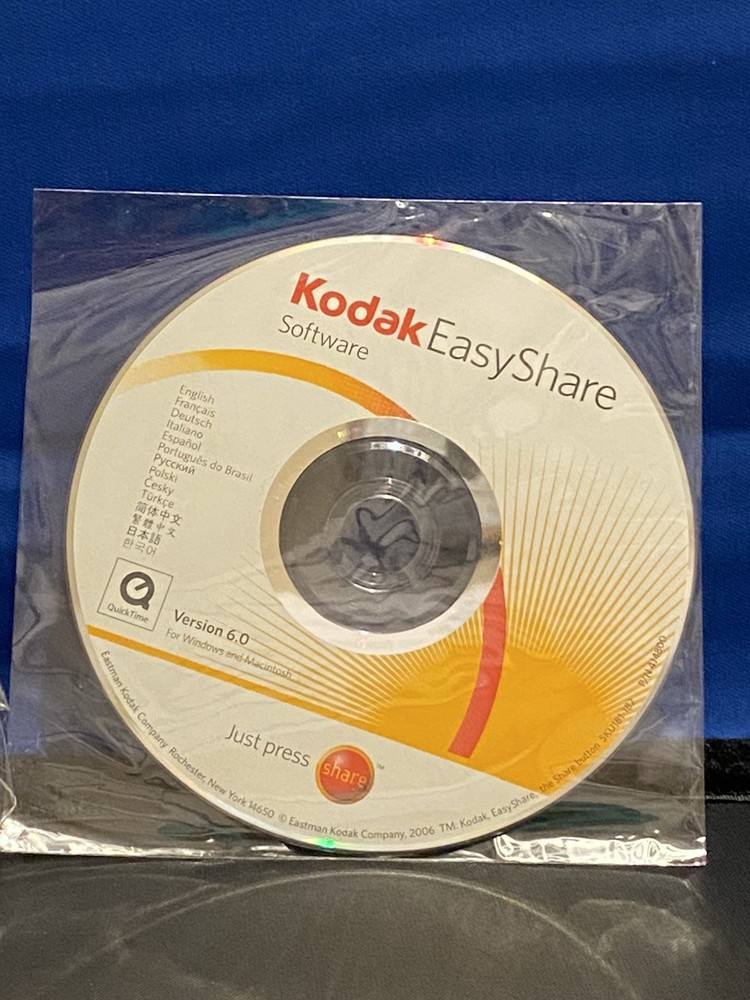 Kodak EasyShare
Software
English
Français
Deutsch
Italiano
Español
Português do Brasil
Русский
Polski
Česky
Türkçe
简体中文
繁體中文
日本語
한국어
QuickTime
Version 6.0
For Windows and Macintosh
Just press share ™
Eastman Kodak Company Rochester, New York 14650 © Eastman Kodak Company, 2006 TM: Kodak, EasyShare, the Share button